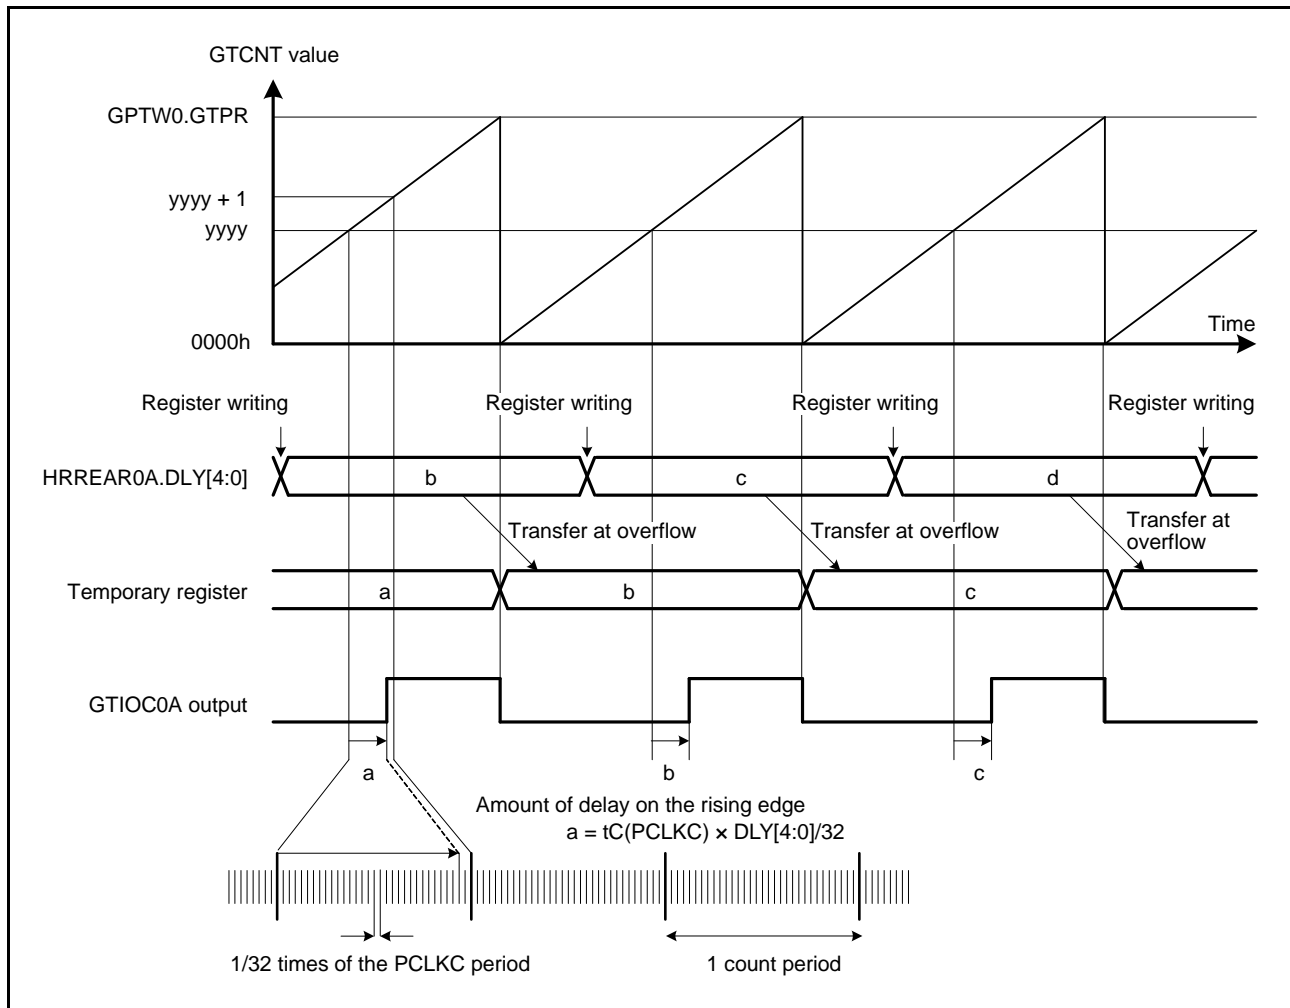 GTCNT value
GPTW0.GTPR
yyyy + 1
yyyy
0000h
Time
Register writing
Register writing
Register writing
Register writing
HRREAR0A.DLY[4:0]
b
c
d
Transfer at overflow
Transfer at overflow
Transfer at
overflow
Temporary register
a
b
c
GTIOC0A output
a
b
c
Amount of delay on the rising edge
a = tC(PCLKC) × DLY[4:0]/32
1/32 times of the PCLKC period
1 count period